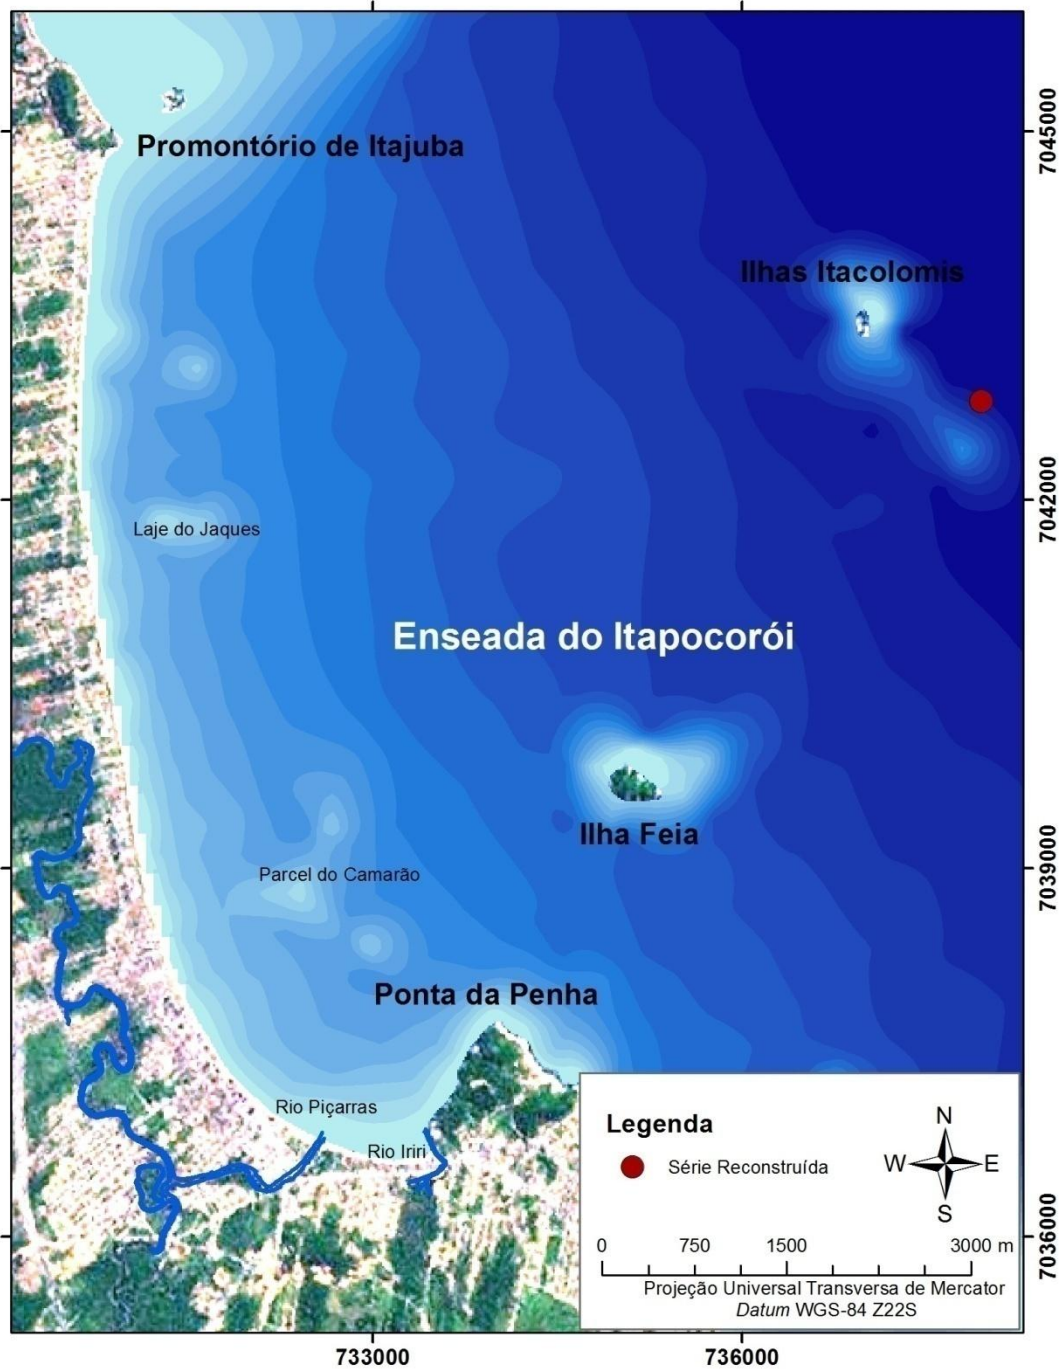 Promontório de Itajuba
7045000
Ilhas Itacolomis
7042000
Laje do Jaques
Enseada do Itapocorói
Ilha Feia
7039000
Parcel do Camarão
Ponta da Penha
Rio Piçarras
Rio Iriri
Legenda
Série Reconstruída
N
W E
S
0 750 1500 3000 m
Projeção Universal Transversa de Mercator
Datum WGS-84 Z22S
7036000
733000 736000